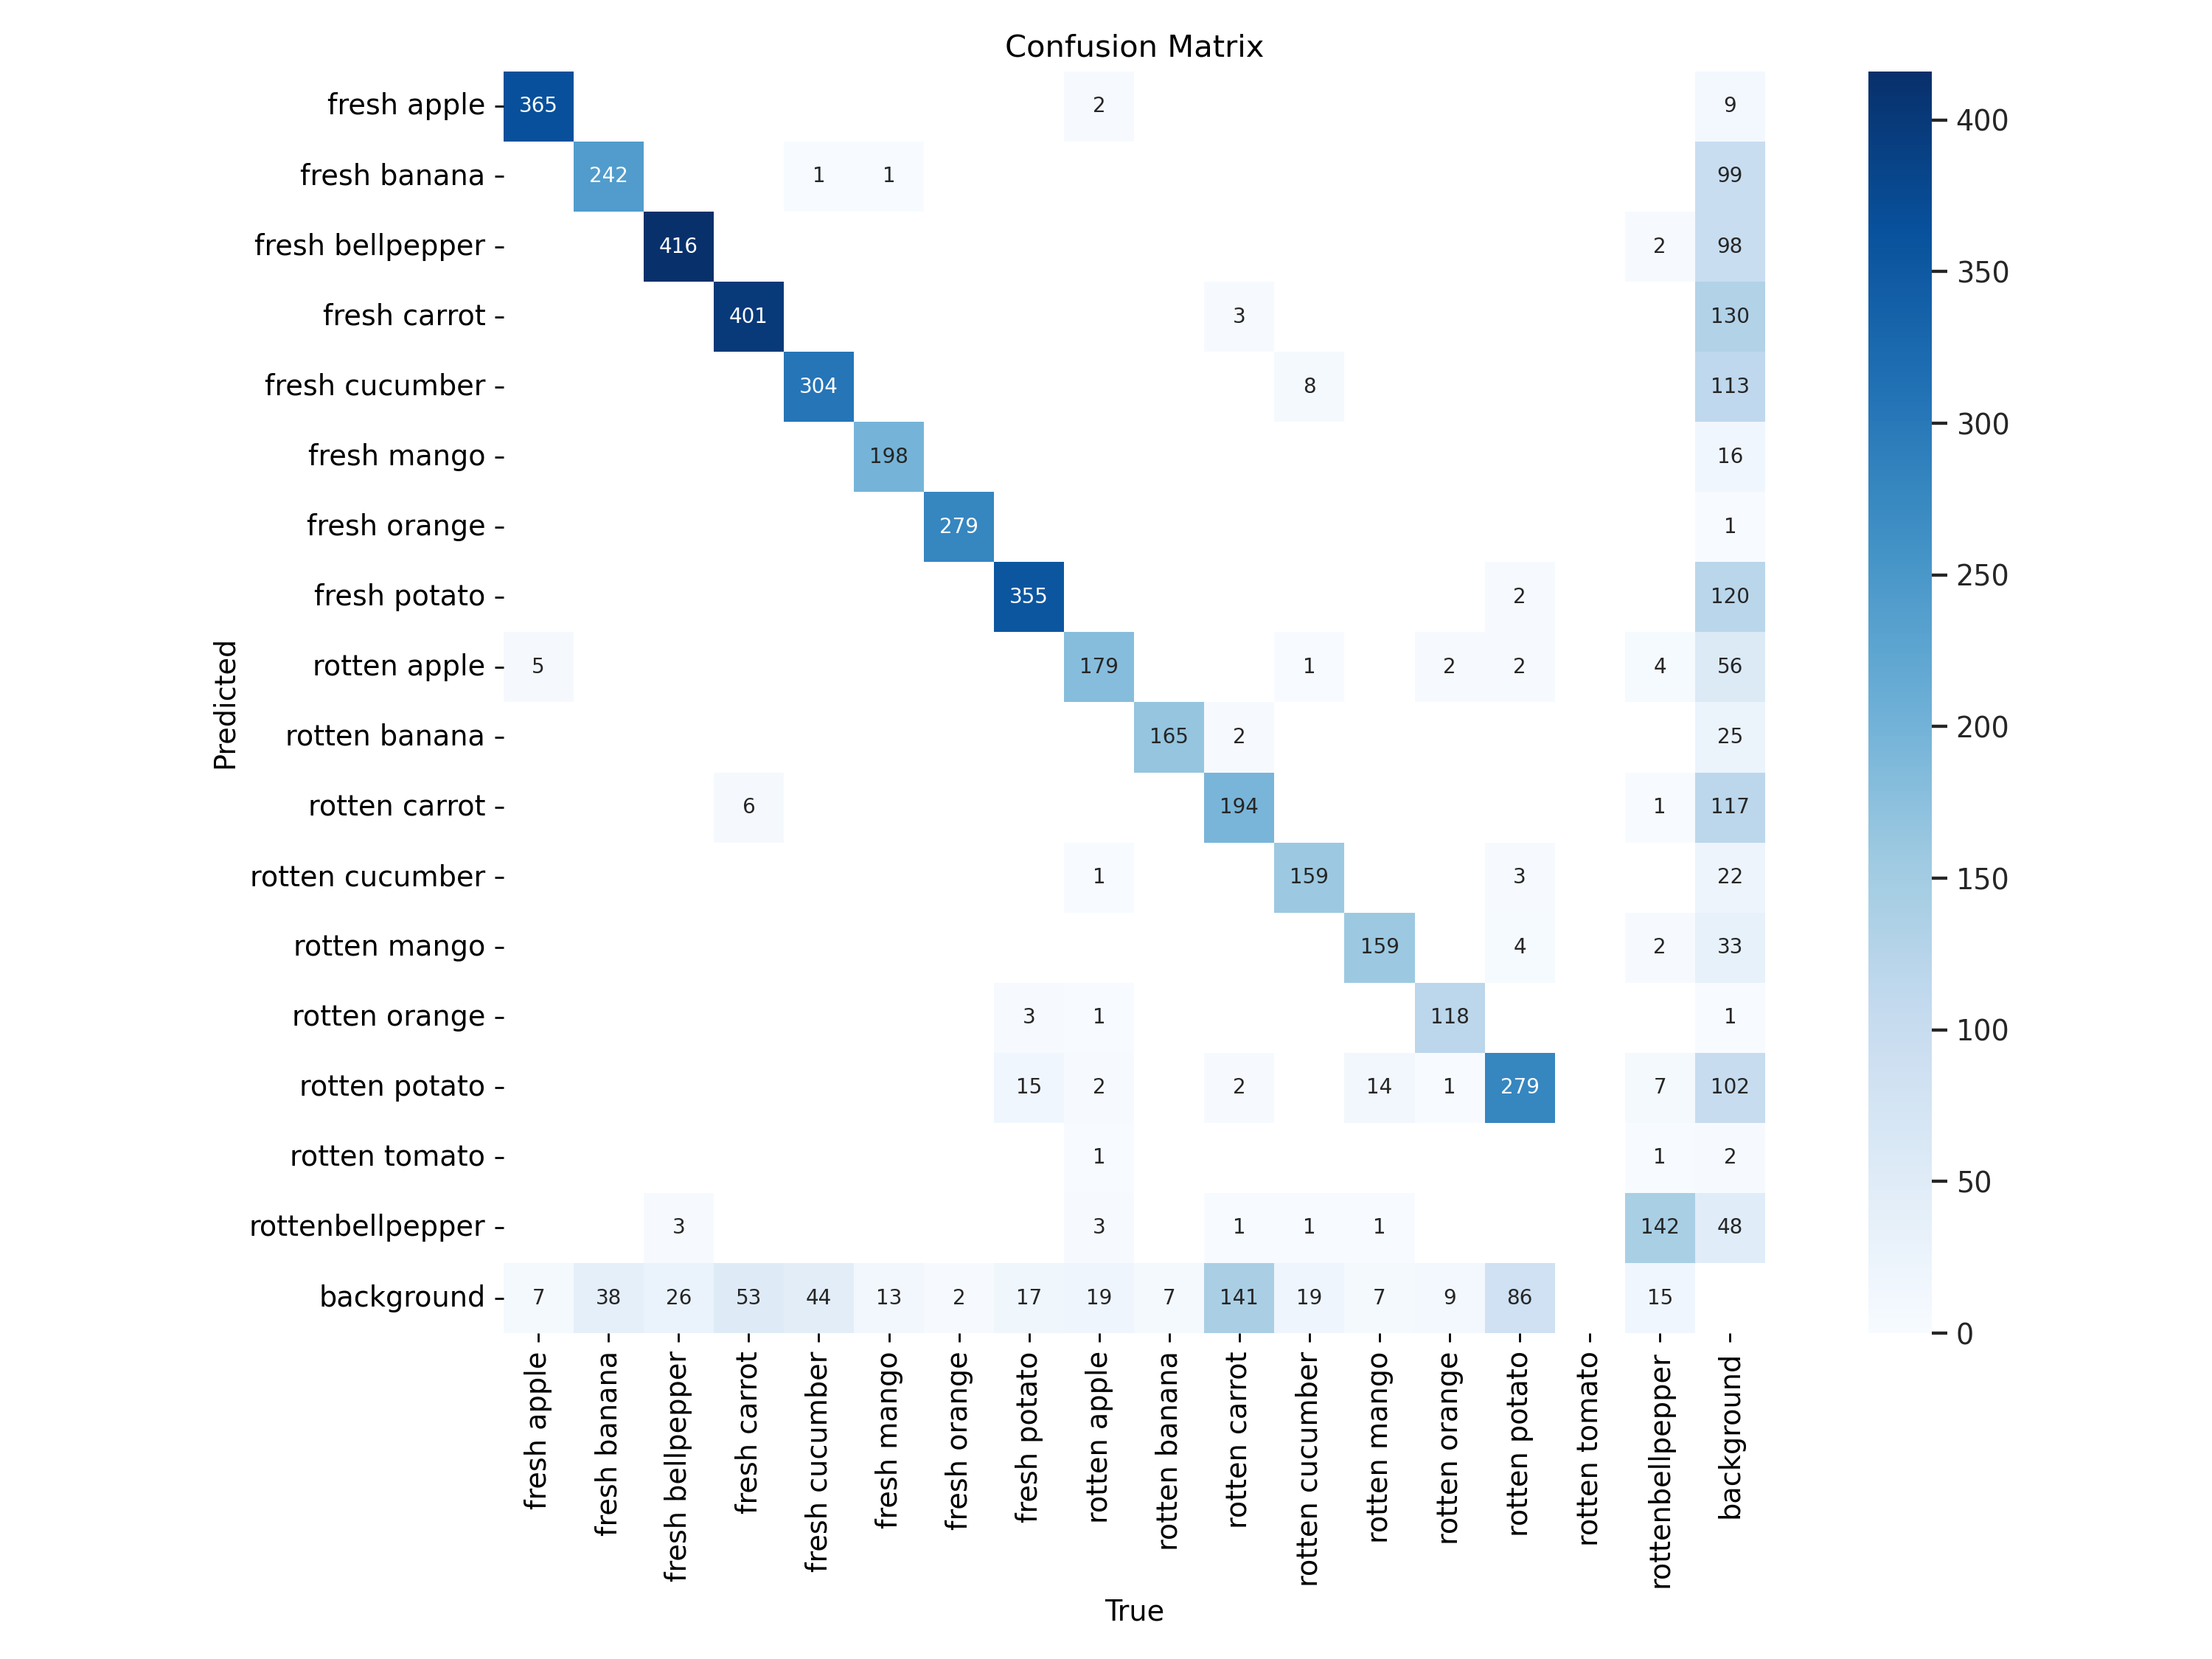 Confusion Matrix
fresh apple 365 2 9
fresh banana 242 1 1 99
fresh bellpepper 416 2 98
fresh carrot 401 3 130
fresh cucumber 304 8 113
fresh mango 198 16
fresh orange 279 1
fresh potato 355 2 120
rotten apple 5 179 1 2 2 4 56
rotten banana 165 2 25
rotten carrot 6 194 1 117
rotten cucumber 1 159 3 22
rotten mango 159 4 2 33
rotten orange 3 1 118 1
rotten potato 15 2 2 14 1 279 7 102
rotten tomato 1 1 2
rottenbellpepper 3 3 1 1 1 142 48
background 7 38 26 53 44 13 2 17 19 7 141 19 7 9 86 15
Predicted
fresh apple
fresh banana
fresh bellpepper
fresh carrot
fresh cucumber
fresh mango
fresh orange
fresh potato
rotten apple
rotten banana
rotten carrot
rotten cucumber
rotten mango
rotten orange
rotten potato
rotten tomato
rottenbellpepper
background
True
400
350
300
250
200
150
100
50
0